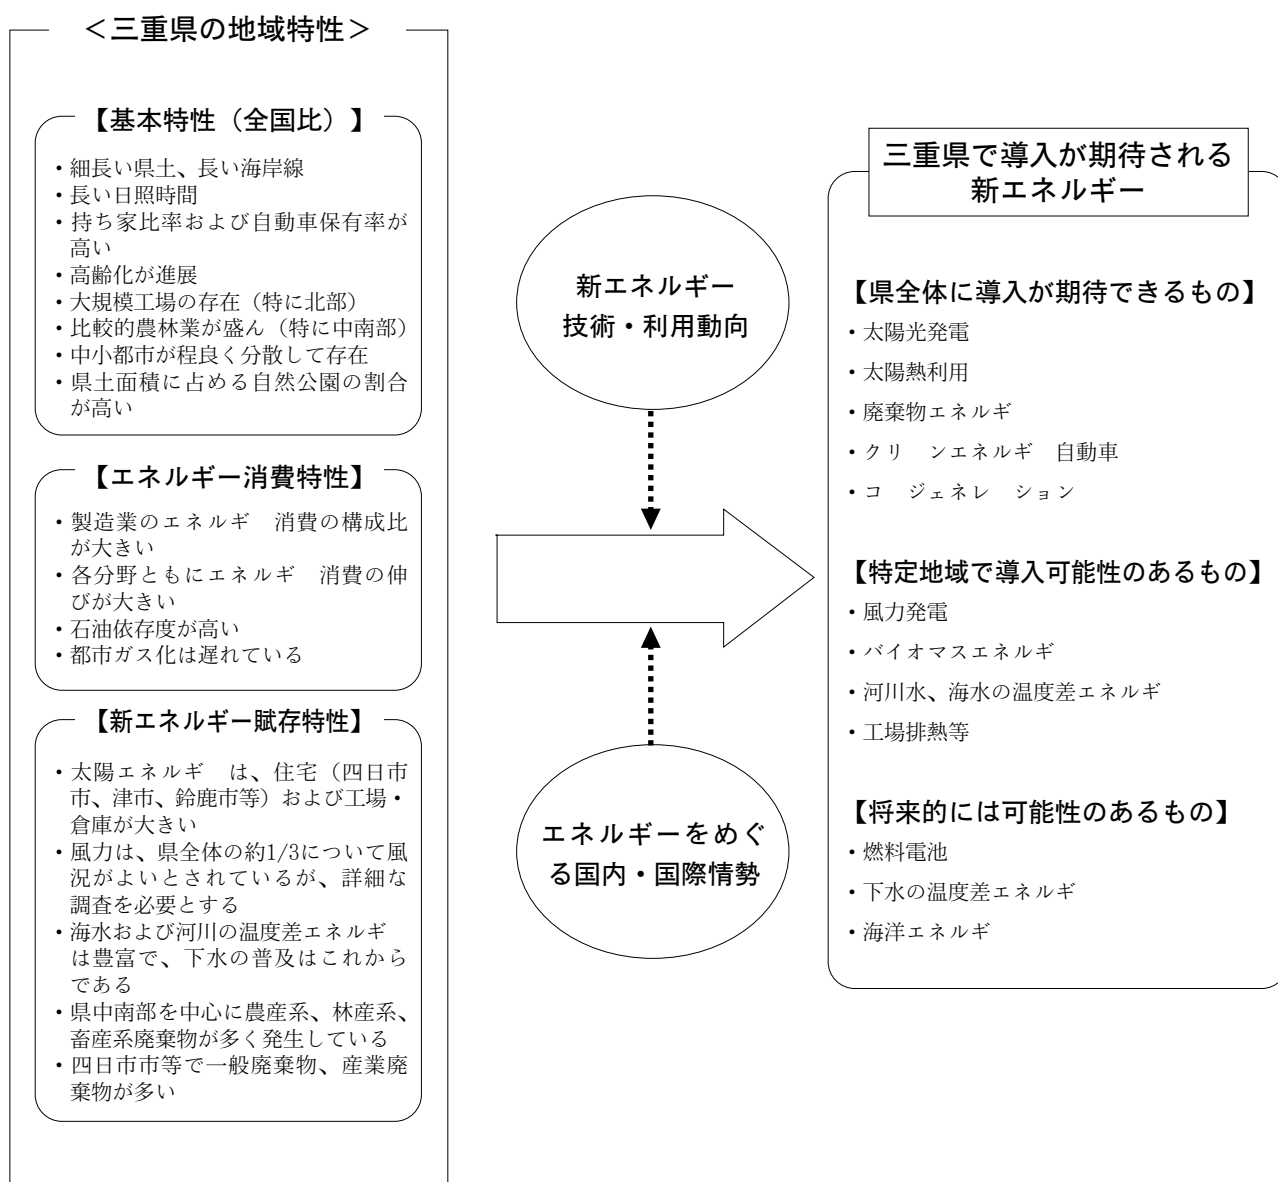 ＜三重県の地域特性＞
【基本特性（全国比）】
・細長い県土、長い海岸線
・長い日照時間
・持ち家比率および自動車保有率が
高い
・高齢化が進展
・大規模工場の存在（特に北部）
・比較的農林業が盛ん（特に中南部）
・中小都市が程良く分散して存在
・県土面積に占める自然公園の割合
が高い
【エネルギー消費特性】
・製造業のエネルギ　消費の構成比
が大きい
・各分野ともにエネルギ　消費の伸
びが大きい
・石油依存度が高い
・都市ガス化は遅れている
【新エネルギー賦存特性】
・太陽エネルギ　は、住宅（四日市
市、津市、鈴鹿市等）および工場・
倉庫が大きい
・風力は、県全体の約1/3について風
況がよいとされているが、詳細な
調査を必要とする
・海水および河川の温度差エネルギ
は豊富で、下水の普及はこれから
である
・県中南部を中心に農産系、林産系、
畜産系廃棄物が多く発生している
・四日市市等で一般廃棄物、産業廃
棄物が多い
新エネルギー
技術・利用動向
エネルギーをめぐ
る国内・国際情勢
三重県で導入が期待される
新エネルギー
【県全体に導入が期待できるもの】
・太陽光発電
・太陽熱利用
・廃棄物エネルギ
・クリ　ンエネルギ　自動車
・コ　ジェネレ　ション
【特定地域で導入可能性のあるもの】
・風力発電
・バイオマスエネルギ
・河川水、海水の温度差エネルギ
・工場排熱等
【将来的には可能性のあるもの】
・燃料電池
・下水の温度差エネルギ
・海洋エネルギ